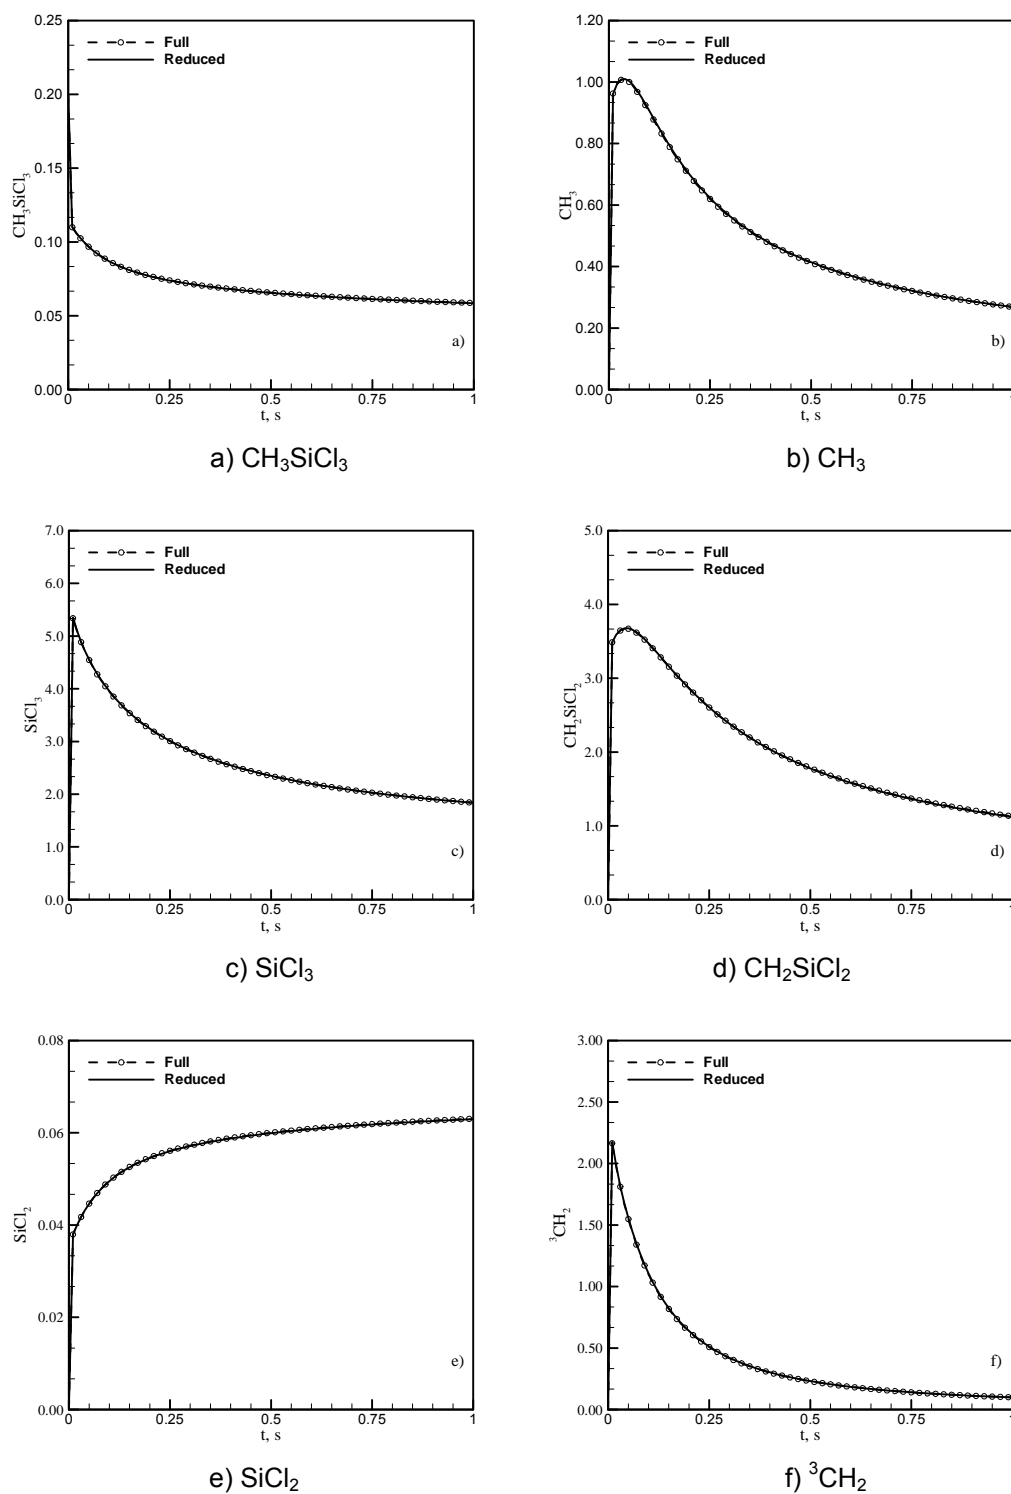 0.25
0.20
0.15
0.10
0.05
0.00
CH₃SiCl₃
Full
Reduced
a)
0 0.25 0.5 0.75 1
t, s
a) CH₃SiCl₃
1.20
1.00
0.80
0.60
0.40
0.20
0.00
CH₃
Full
Reduced
b)
0 0.25 0.5 0.75 1
t, s
b) CH₃
7.0
6.0
5.0
4.0
3.0
2.0
1.0
0.0
SiCl₃
Full
Reduced
c)
0 0.25 0.5 0.75 1
t, s
c) SiCl₃
5.0
4.0
3.0
2.0
1.0
0.0
CH₂SiCl₂
Full
Reduced
d)
0 0.25 0.5 0.75 1
t, s
d) CH₂SiCl₂
0.08
0.06
0.04
0.02
0.00
SiCl₂
Full
Reduced
e)
0 0.25 0.5 0.75 1
t, s
e) SiCl₂
3.00
2.50
2.00
1.50
1.00
0.50
0.00
³CH₂
Full
Reduced
f)
0 0.25 0.5 0.75 1
t, s
f) ³CH₂